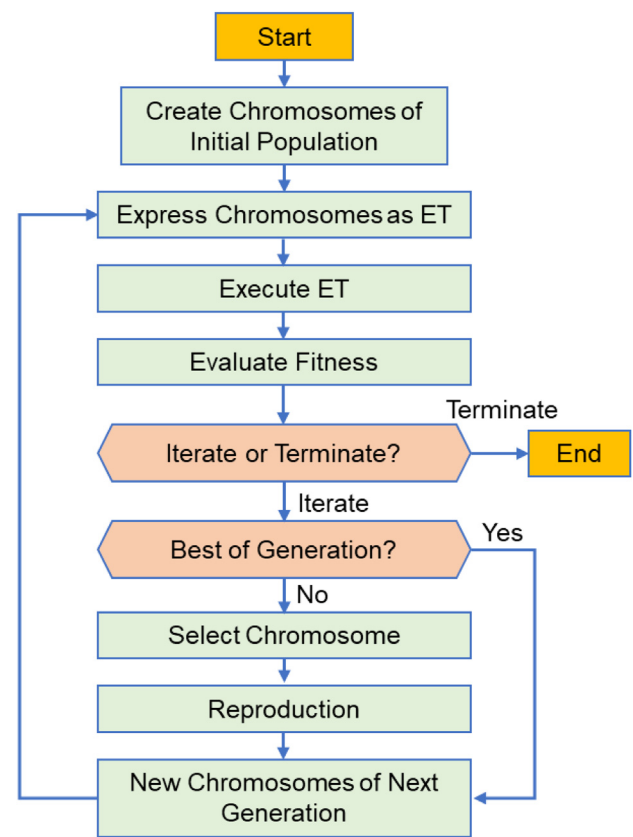 Start
Create Chromosomes of
Initial Population
Express Chromosomes as ET
Execute ET
Evaluate Fitness
Terminate
Iterate or Terminate?
End
Iterate
Best of Generation?
Yes
No
Select Chromosome
Reproduction
New Chromosomes of Next
Generation